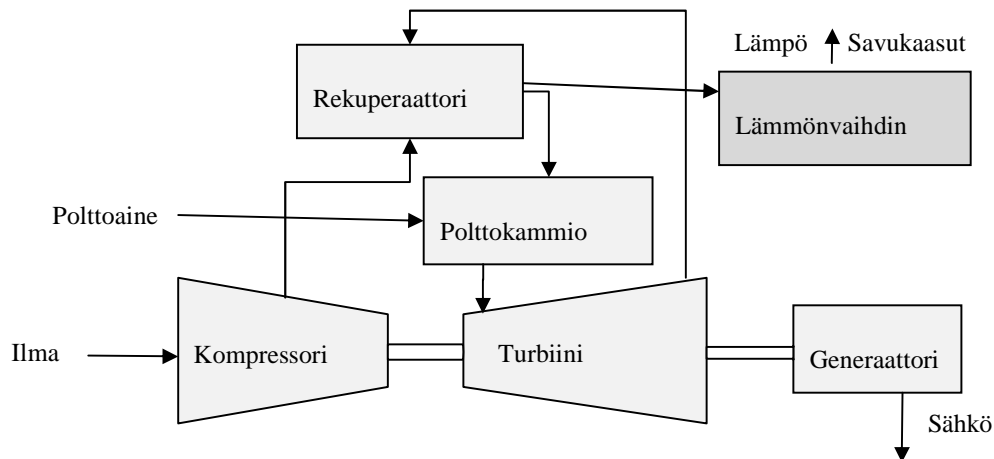 Lämpö
Savukaasut
Rekuperaattori
Lämmönvaihdin
Polttoaine
Polttokammio
Ilma
Kompressori
Turbiini
Generaattori
Sähkö